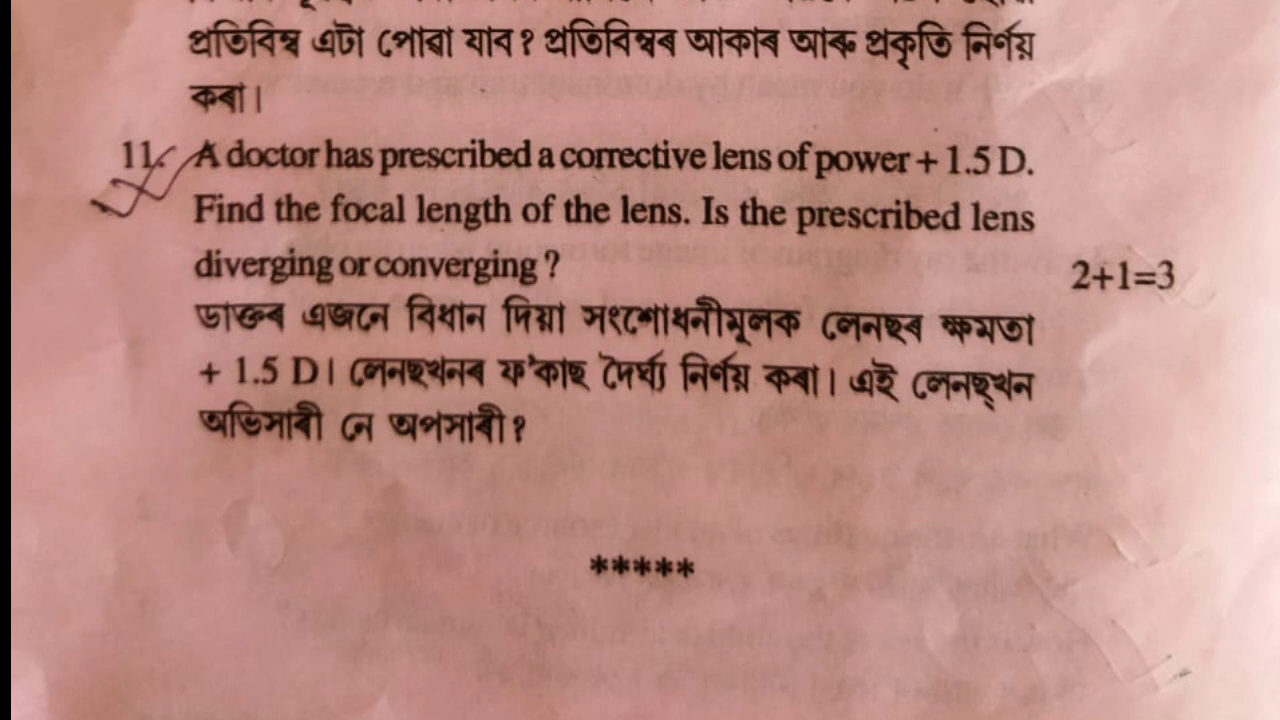 প্ৰতিবিম্ব এটা পোৱা যাব? প্ৰতিবিম্বৰ আকাৰ আৰু প্ৰকৃতি নিৰ্ণয়
কৰা।
11. A doctor has prescribed a corrective lens of power + 1.5 D.
Find the focal length of the lens. Is the prescribed lens
diverging or converging ? 2+1=3
ডাক্তৰ এজনে বিধান দিয়া সংশোধনীমূলক লেনছৰ ক্ষমতা
+ 1.5 D। লেনছখনৰ ফ'কাছ দৈৰ্ঘ্য নিৰ্ণয় কৰা। এই লেনছ্খন
অভিসাৰী নে অপসাৰী?
*****